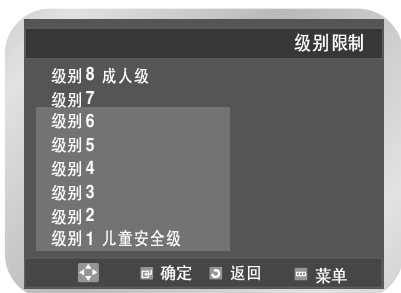 级别限制
级别8 成人级
级别7
级别6
级别5
级别4
级别3
级别2
级别1 儿童安全级
确定 返回 菜单